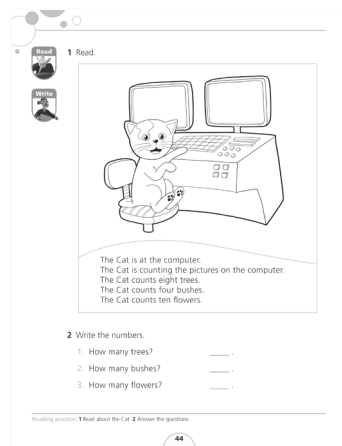 Read
1 Read.
Write
The Cat is at the computer.
The Cat is counting the pictures on the computer.
The Cat counts eight trees.
The Cat counts four bushes.
The Cat counts ten flowers.
2 Write the numbers.
1. How many trees? _____ .
2. How many bushes? _____ .
3. How many flowers? _____ .
Reading practice: 1 Read about the Cat. 2 Answer the questions.
44